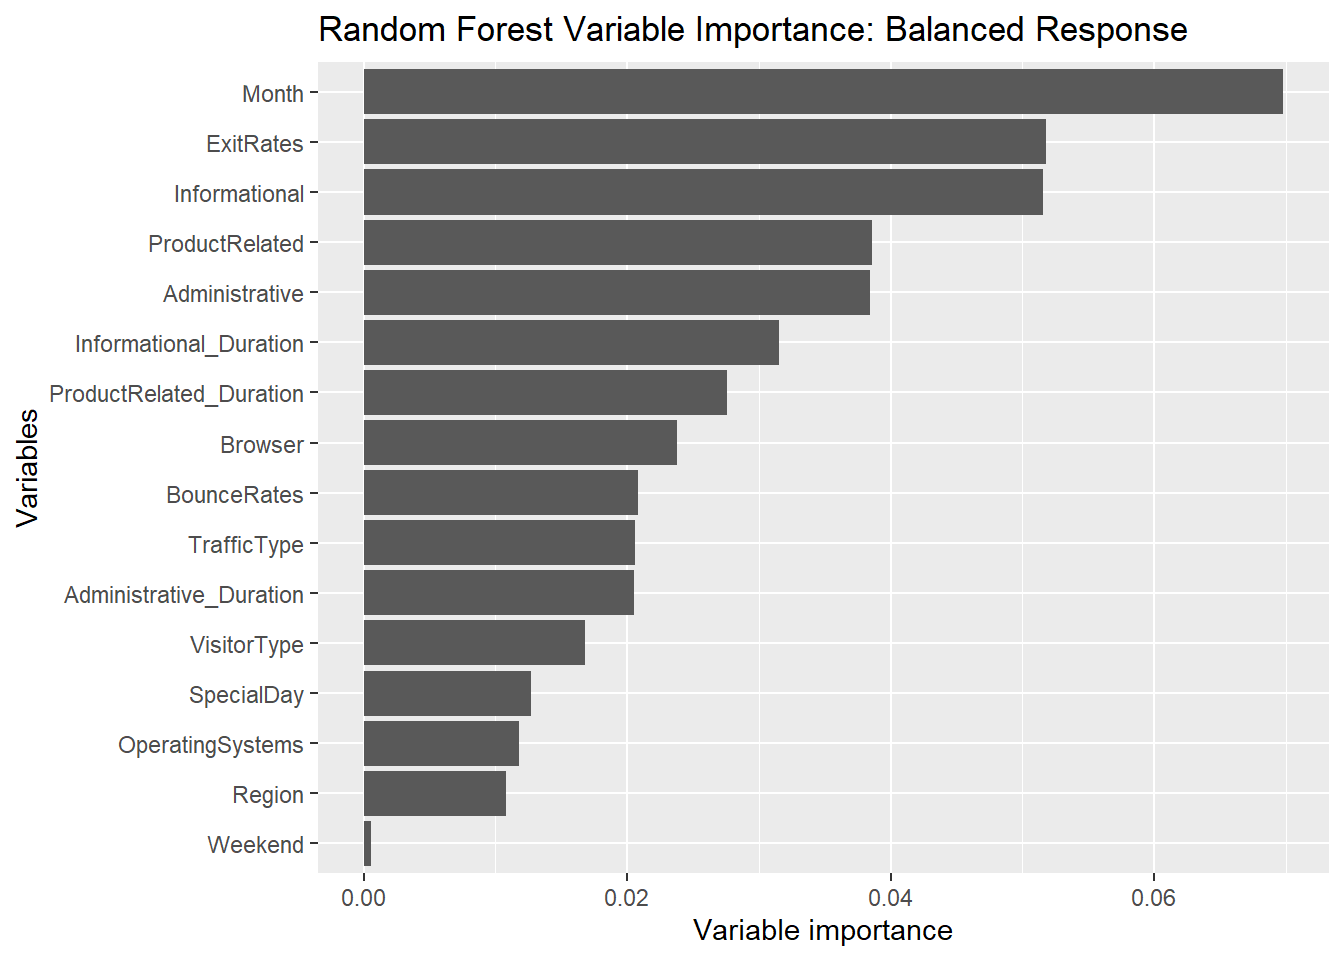 Random Forest Variable Importance: Balanced Response
Variables
Month
ExitRates
Informational
ProductRelated
Administrative
Informational_Duration
ProductRelated_Duration
Browser
BounceRates
TrafficType
Administrative_Duration
VisitorType
SpecialDay
OperatingSystems
Region
Weekend
0.00 0.02 0.04 0.06
Variable importance